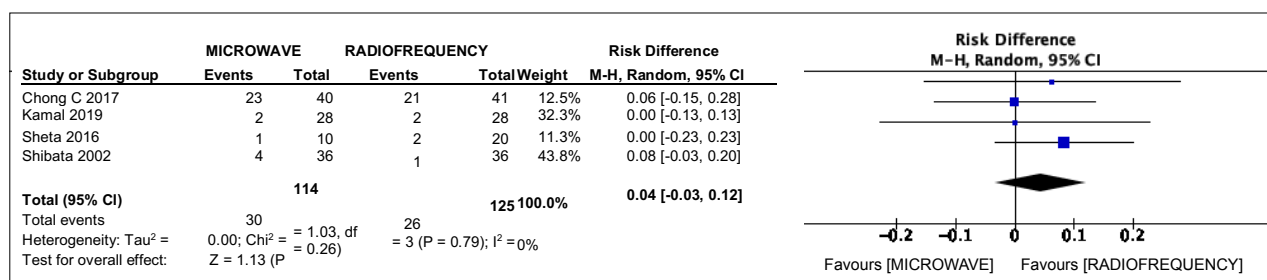 MICROWAVE RADIOFREQUENCY Risk Difference
Study or Subgroup Events Total Events Total Weight M-H, Random, 95% CI
Chong C 2017 23 40 21 41 12.5% 0.06 [-0.15, 0.28]
Kamal 2019 2 28 2 28 32.3% 0.00 [-0.13, 0.13]
Sheta 2016 1 10 2 20 11.3% 0.00 [-0.23, 0.23]
Shibata 2002 4 36 1 36 43.8% 0.08 [-0.03, 0.20]
Total (95% CI) 114 125 100.0% 0.04 [-0.03, 0.12]
Total events 30 26
Heterogeneity: Tau² = 0.00; Chi² = = 1.03, df = 3 (P = 0.79); I² = 0%
Test for overall effect: Z = 1.13 (P = 0.26)
Risk Difference
M-H, Random, 95% CI
-0.2 -0.1 0 0.1 0.2
Favours [MICROWAVE] Favours [RADIOFREQUENCY]